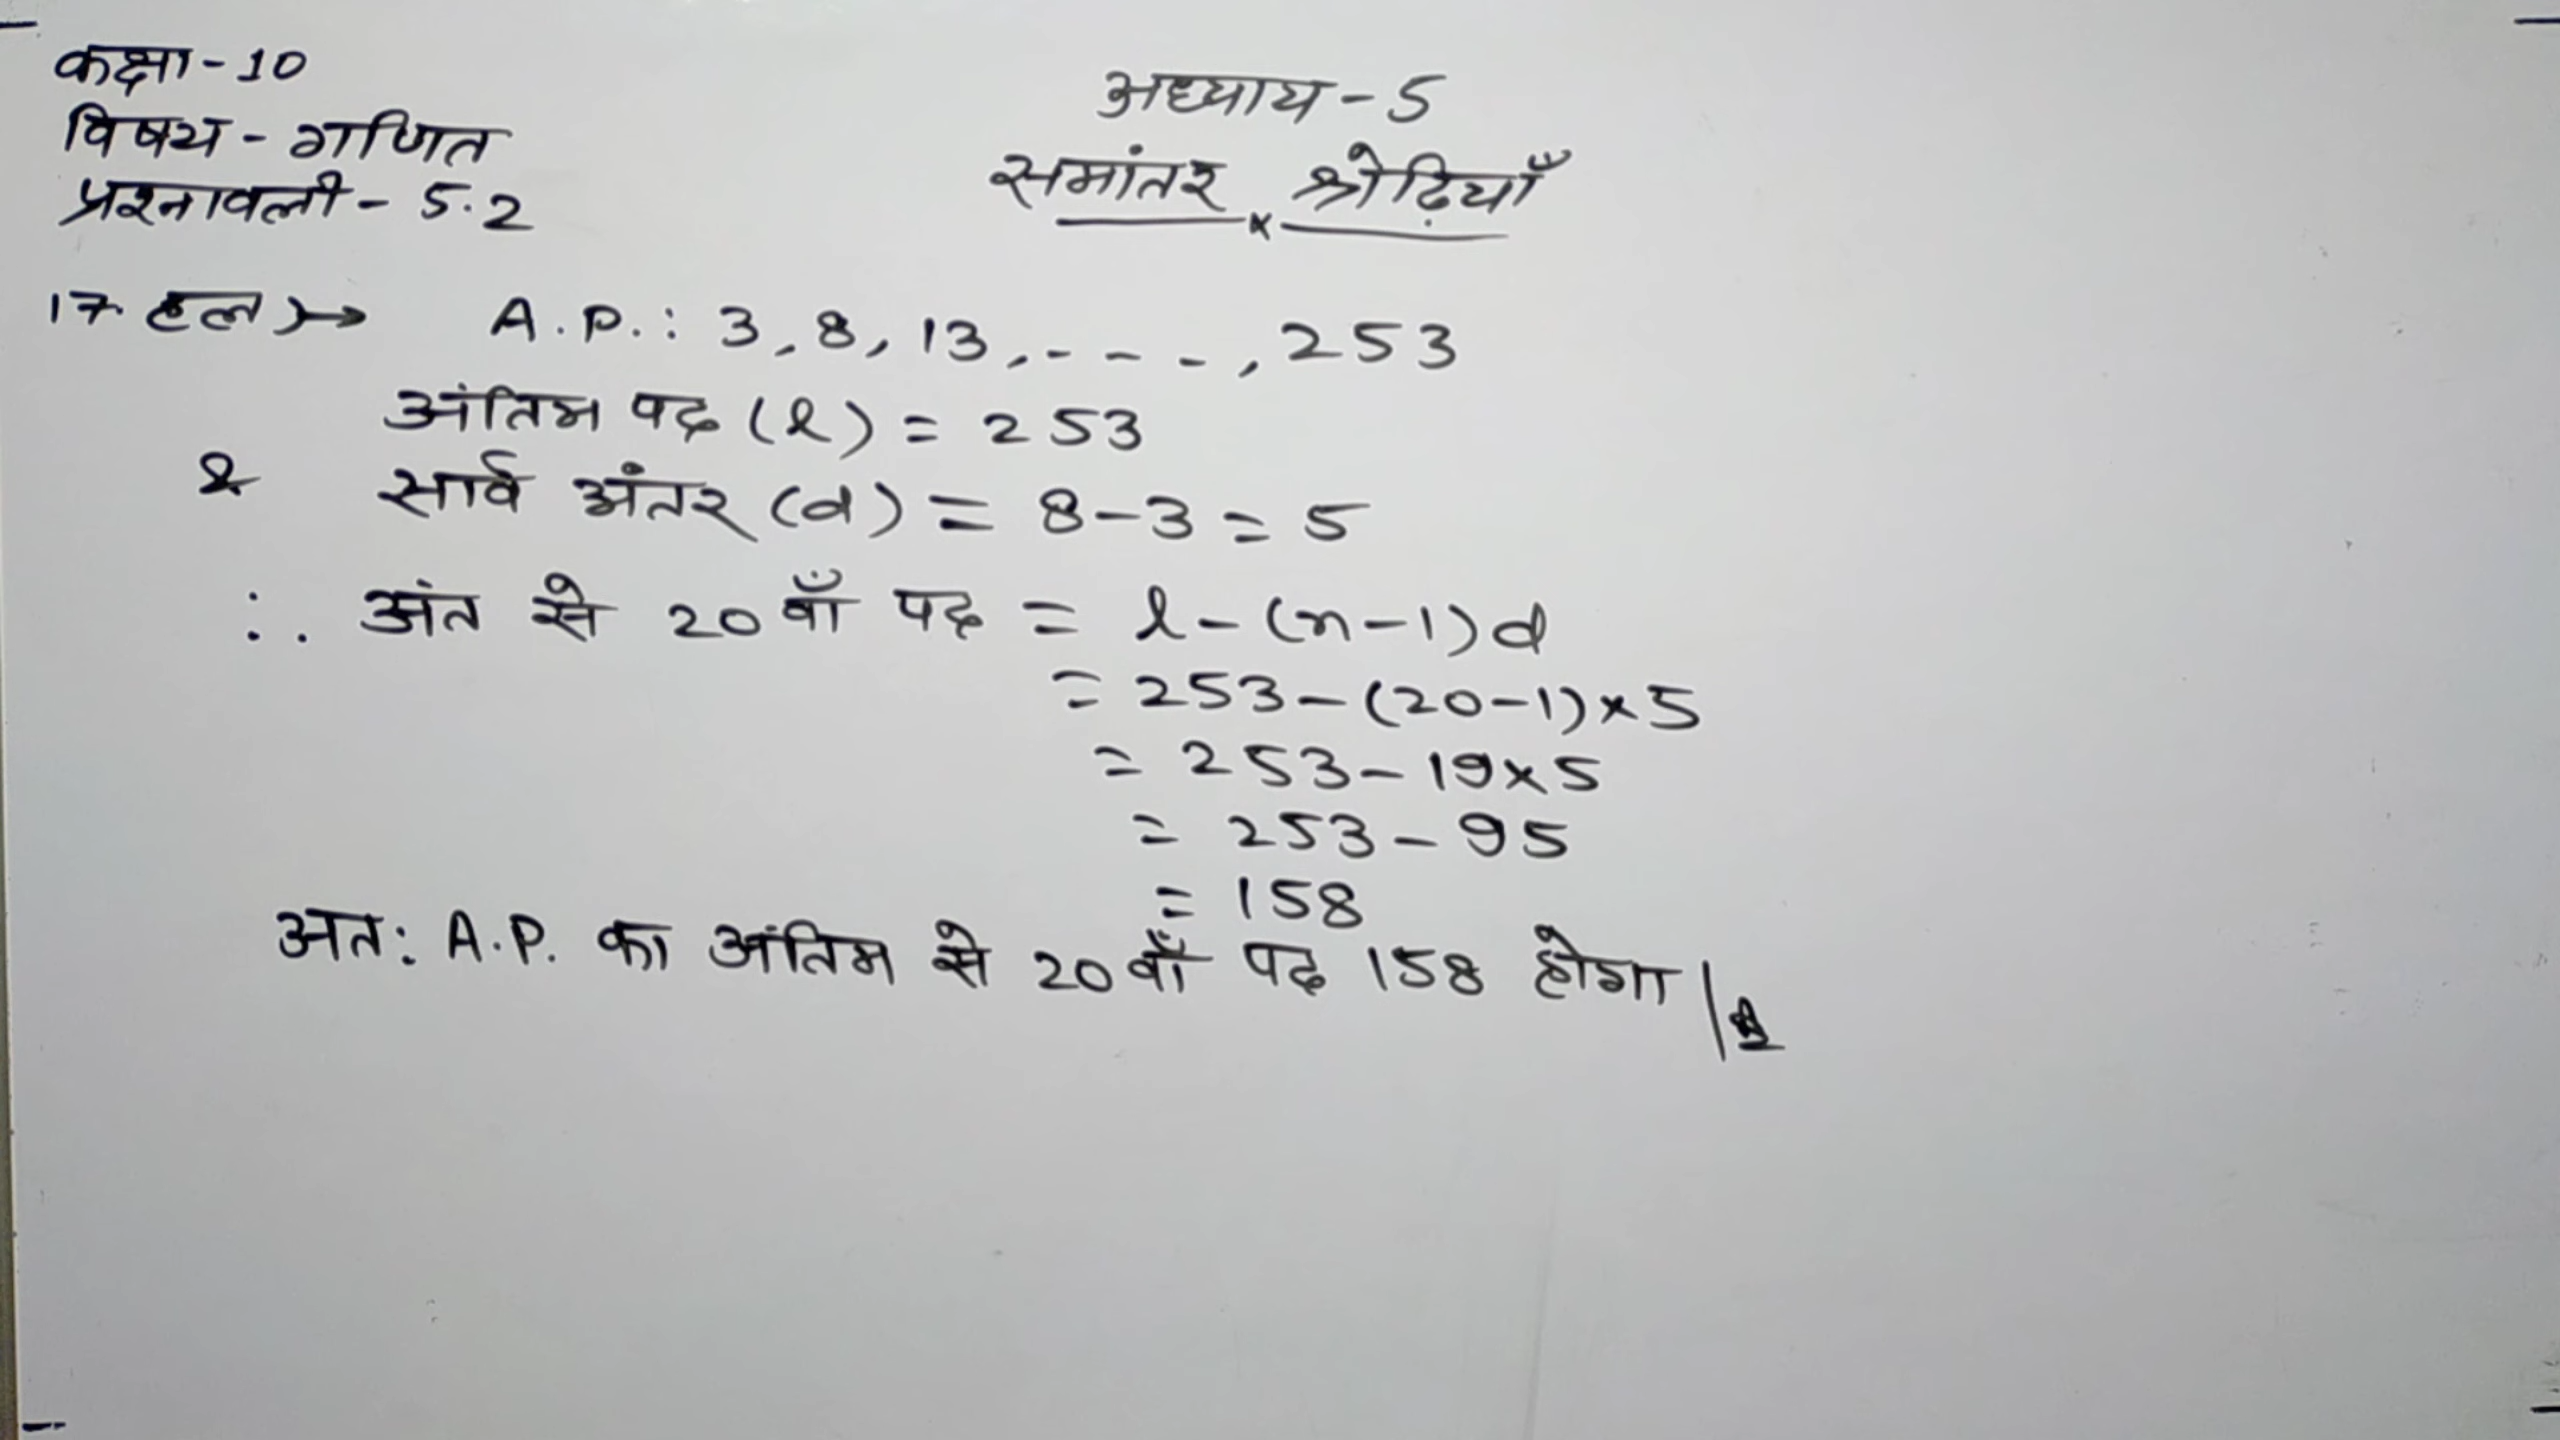 कक्षा - 10
विषय - गणित
प्रश्नावली - 5.2
अध्याय - 5
समांतर श्रेढ़ियाँ
17. हल → A.P.: 3, 8, 13, - - - -, 253
अंतिम पद (l) = 253
& सार्व अंतर (d) = 8 - 3 = 5
∴ अंत से 20 वाँ पद = l - (n - 1) d
= 253 - (20 - 1) × 5
= 253 - 19 × 5
= 253 - 95
= 158
अत: A.P. का अंतिम से 20 वाँ पद 158 होगा |